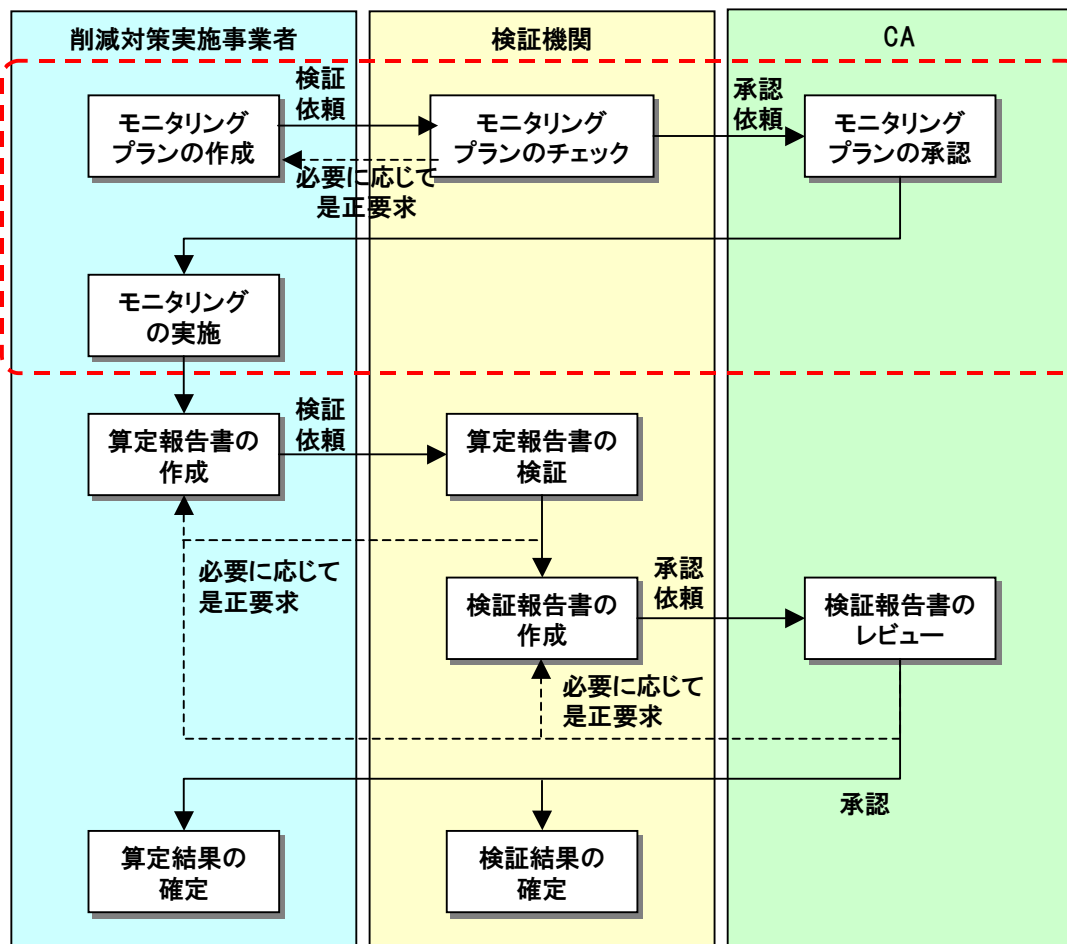 削減対策実施事業者
検証機関
CA
検証
依頼
承認
依頼
モニタリング
プランの作成
モニタリング
プランのチェック
モニタリング
プランの承認
必要に応じて
是正要求
モニタリング
の実施
検証
依頼
算定報告書の
作成
算定報告書の
検証
必要に応じて
是正要求
承認
依頼
検証報告書の
作成
検証報告書の
レビュー
必要に応じて
是正要求
承認
算定結果の
確定
検証結果の
確定